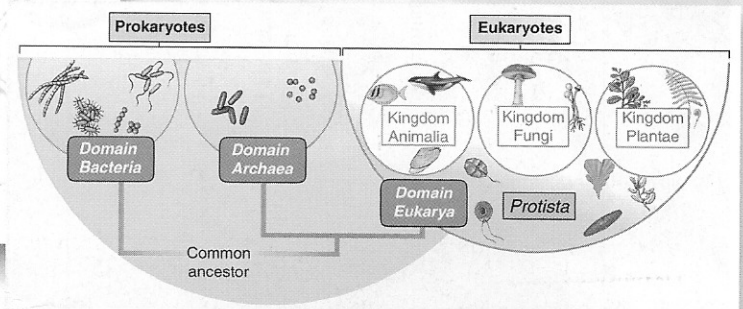 Prokaryotes
Eukaryotes
Domain
Bacteria
Domain
Archaea
Kingdom
Animalia
Kingdom
Fungi
Kingdom
Plantae
Domain
Eukarya
Protista
Common
ancestor